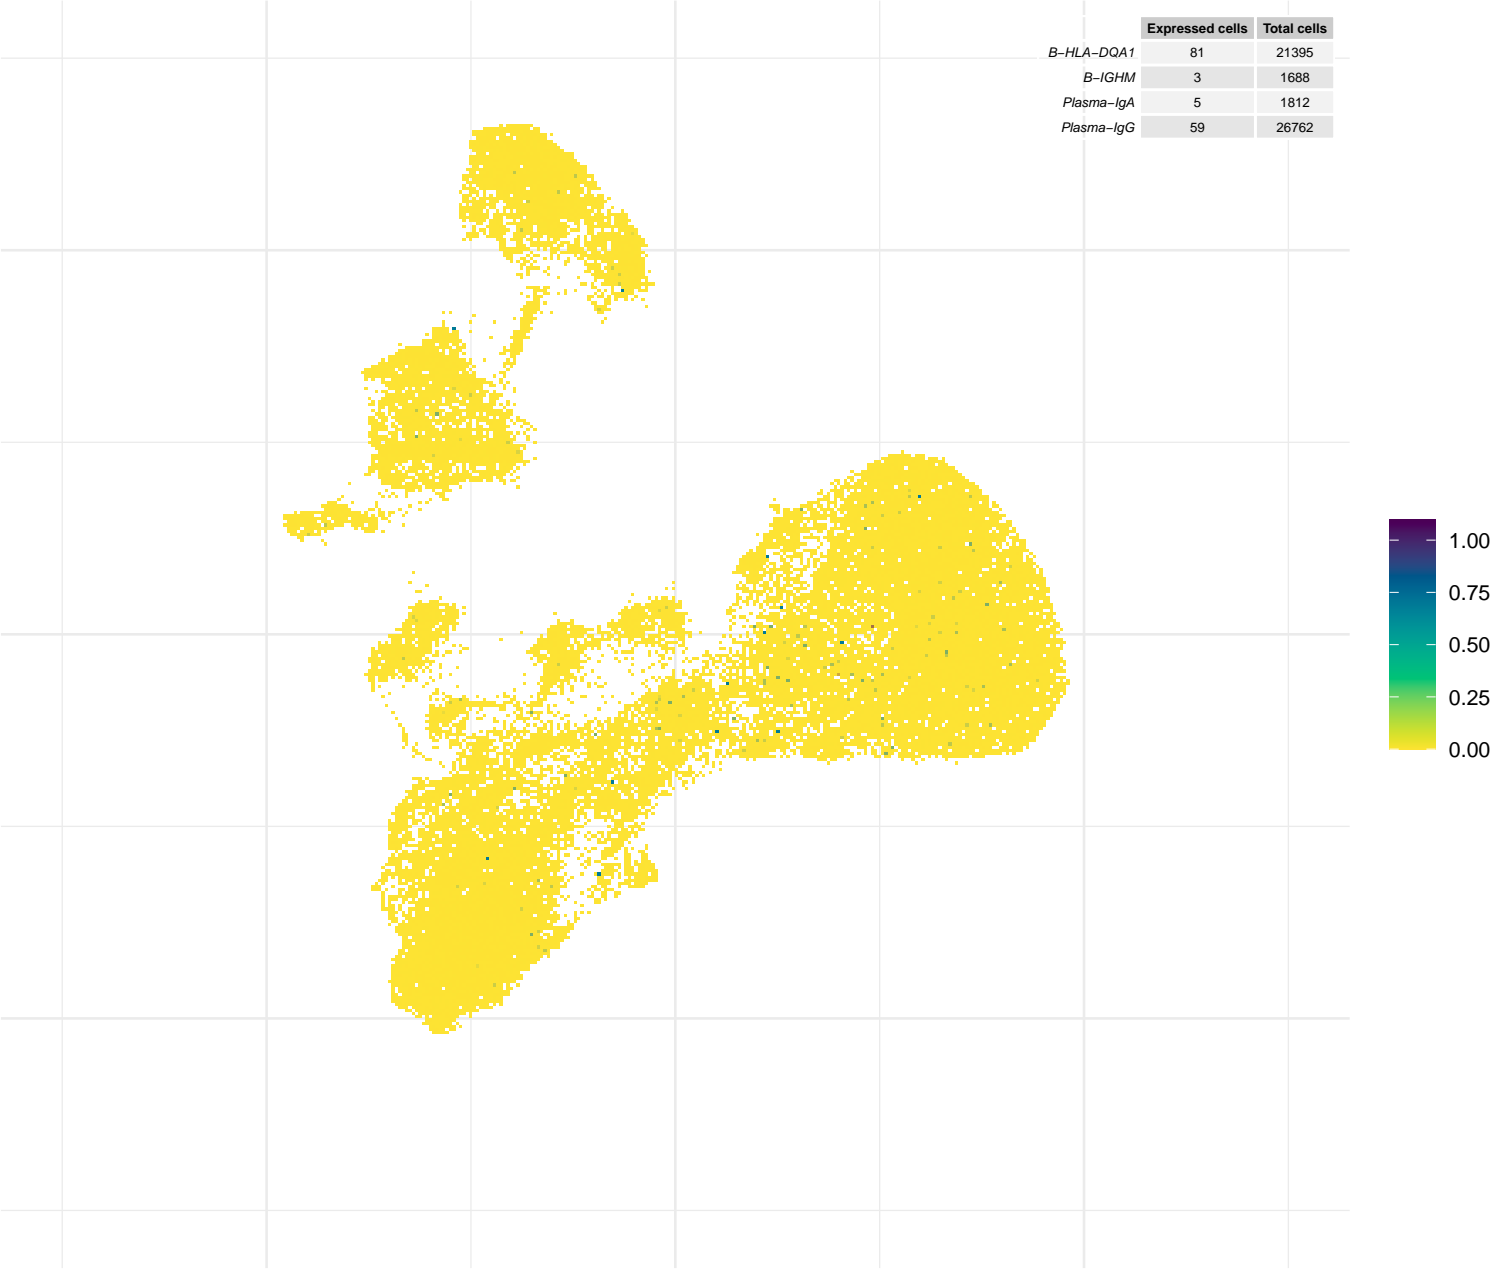 Expressed cells Total cells
B−HLA−DQA1 81 21395
B−IGHM 3 1688
Plasma−IgA 5 1812
Plasma−IgG 59 26762
1.00
0.75
0.50
0.25
0.00